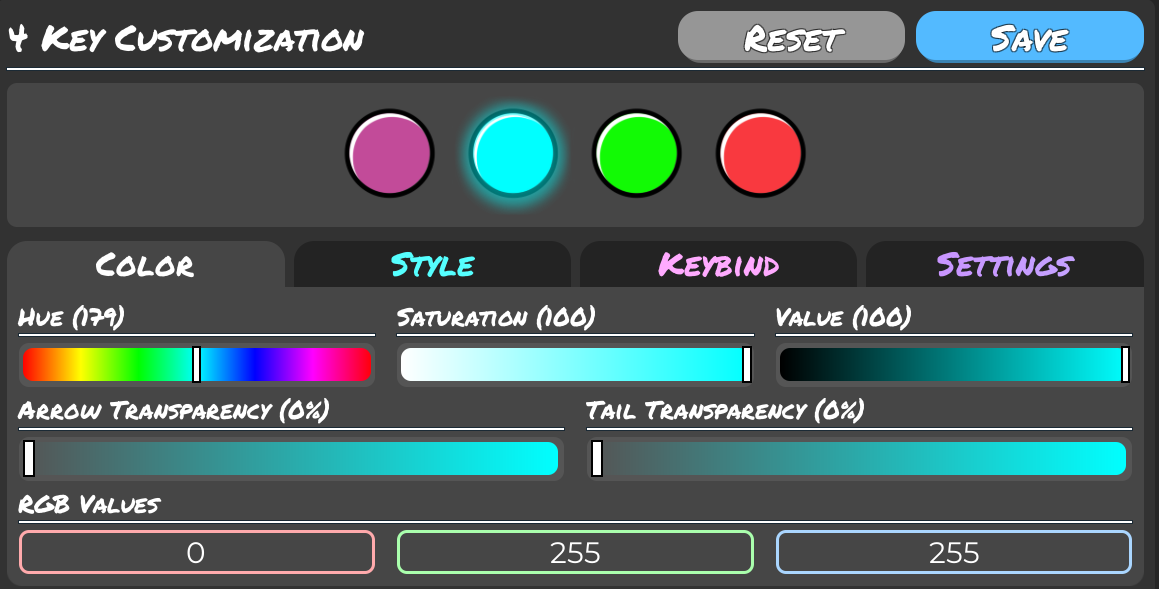 4 Key Customization
Reset
Save
Color
Style
Keybind
Settings
Hue (179)
Saturation (100)
Value (100)
Arrow Transparency (0%)
Tail Transparency (0%)
RGB Values
0
255
255